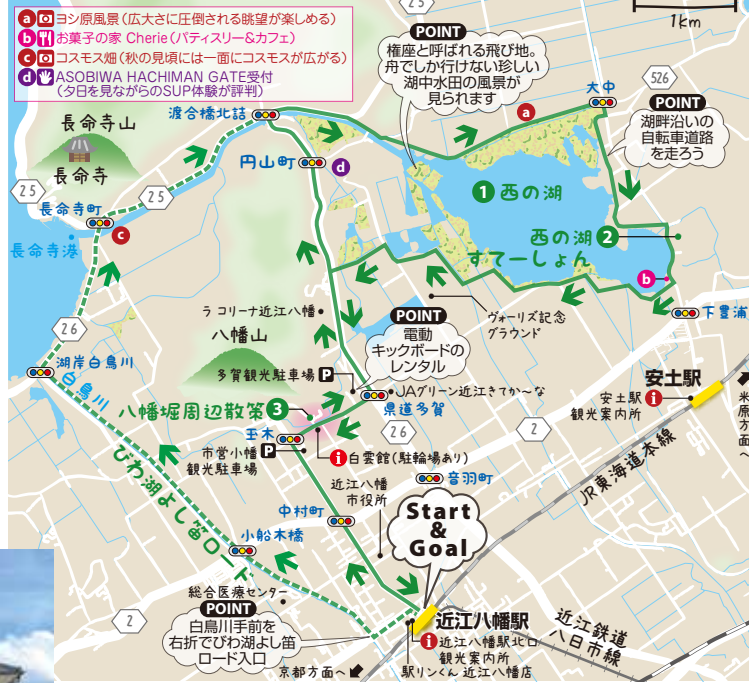 a ヨシ原風景(広大さに圧倒される眺望が楽しめる)
b お菓子の家 Cherie(パティスリー&カフェ)
c コスモス畑(秋の見頃には一面にコスモスが広がる)
d ASOBIWA HACHIMAN GATE受付
(夕日を見ながらのSUP体験が評判)
25
1km
POINT
権座と呼ばれる飛び地。
舟でしか行けない珍しい
湖中水田の風景が
見られます
大中
526
a
POINT
湖畔沿いの
自転車道路
を走ろう
渡合橋北詰
長命寺山
長命寺
円山町
d
25
25
1 西の湖
長命寺町
c
長命寺港
西の湖 2
すてーしょん
b
下豊浦
ラ コリーナ近江八幡
ヴォーリズ記念
グラウンド
POINT
電動
キックボードの
レンタル
26
八幡山
湖岸白鳥川
白鳥川
多賀観光駐車場 P
JAグリーン近江きてか~な
県道多賀
安土駅
安土駅
観光案内所
i
米原方面へ
八幡堀周辺散策 3
26
2
玉木
市営小幡 P
観光駐車場
i 白雲館(駐輪場あり)
JR東海道本線
びわ湖よし笛ロード
近江八幡
市役所
音羽町
中村町
Start
&
Goal
小船木橋
総合医療センター
2
POINT
白鳥川手前を
右折でびわ湖よし笛
ロード入口
近江八幡駅
i 近江八幡駅北口
観光案内所
駅リンくん 近江八幡店
京都方面へ
近江鉄道
八日市線